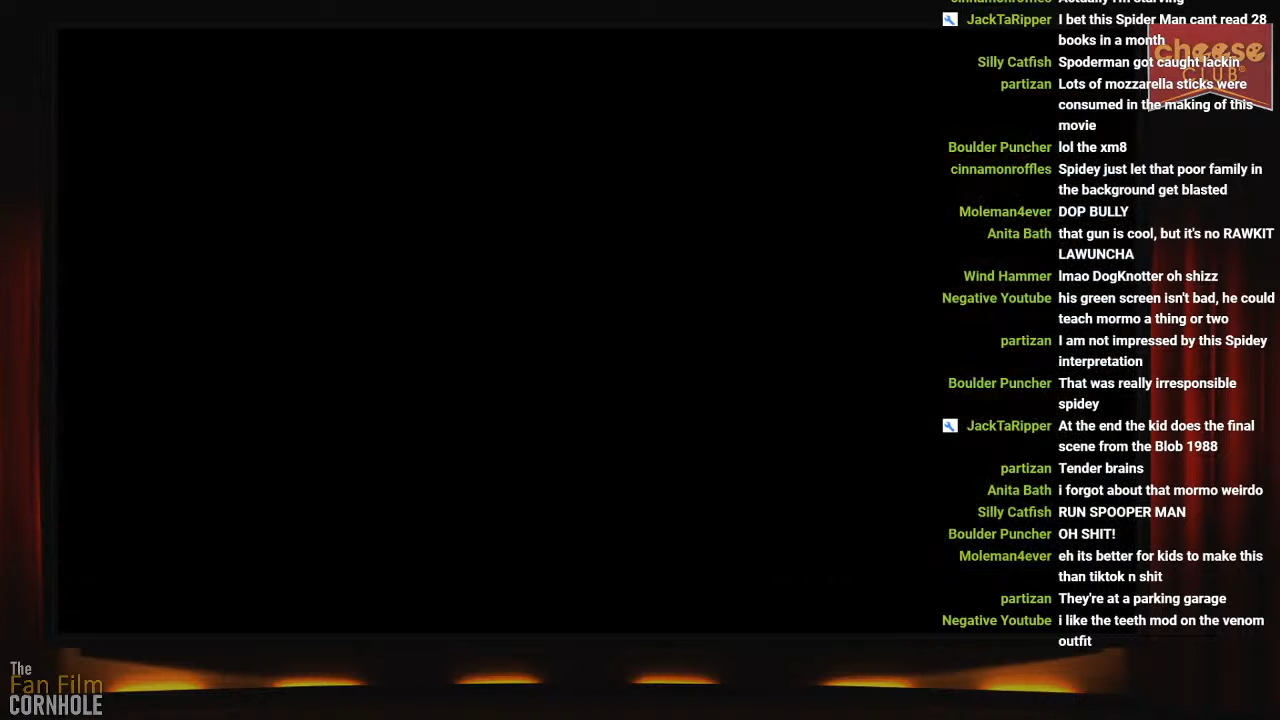 cinnamonroffles Actually I'm starving
JackTaRipper I bet this Spider Man cant read 28
books in a month
cheese
CLUB®
Silly Catfish Spoderman got caught lackin
partizan Lots of mozzarella sticks were
consumed in the making of this
movie
Boulder Puncher lol the xm8
cinnamonroffles Spidey just let that poor family in
the background get blasted
Moleman4ever DOP BULLY
Anita Bath that gun is cool, but it's no RAWKIT
LAWUNCHA
Wind Hammer lmao DogKnotter oh shizz
Negative Youtube his green screen isn't bad, he could
teach mormo a thing or two
partizan I am not impressed by this Spidey
interpretation
Boulder Puncher That was really irresponsible
spidey
JackTaRipper At the end the kid does the final
scene from the Blob 1988
partizan Tender brains
Anita Bath i forgot about that mormo weirdo
Silly Catfish RUN SPOOPER MAN
Boulder Puncher OH SHIT!
Moleman4ever eh its better for kids to make this
than tiktok n shit
partizan They're at a parking garage
Negative Youtube i like the teeth mod on the venom
outfit
The
Fan Film
CORNHOLE